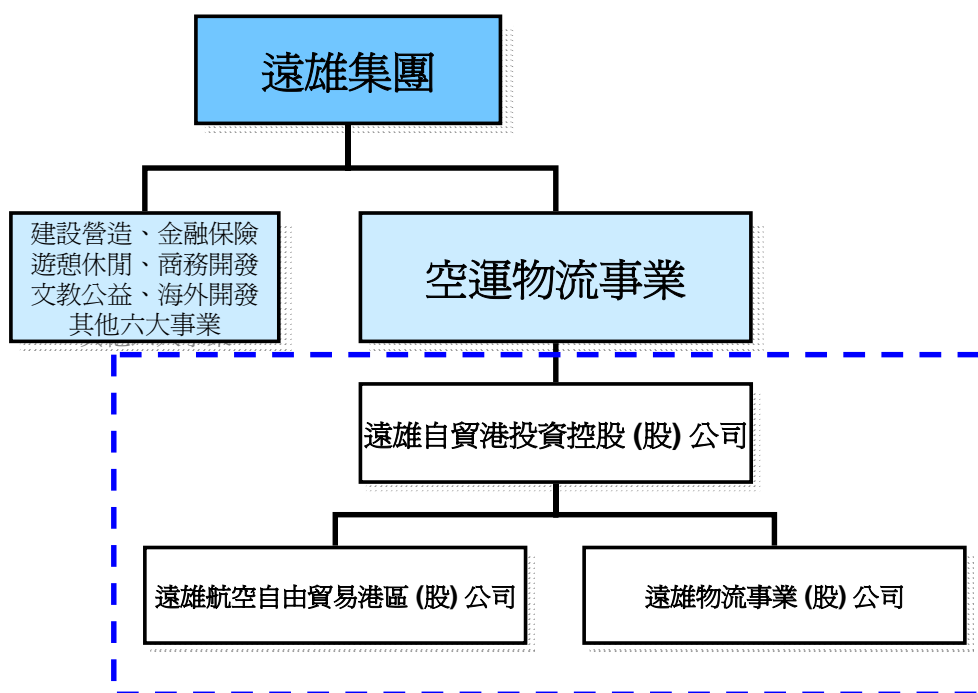 遠雄集團
建設營造、金融保險
遊憩休閒、商務開發
文教公益、海外開發
其他六大事業
空運物流事業
遠雄自貿港投資控股 (股) 公司
遠雄航空自由貿易港區 (股) 公司
遠雄物流事業 (股) 公司